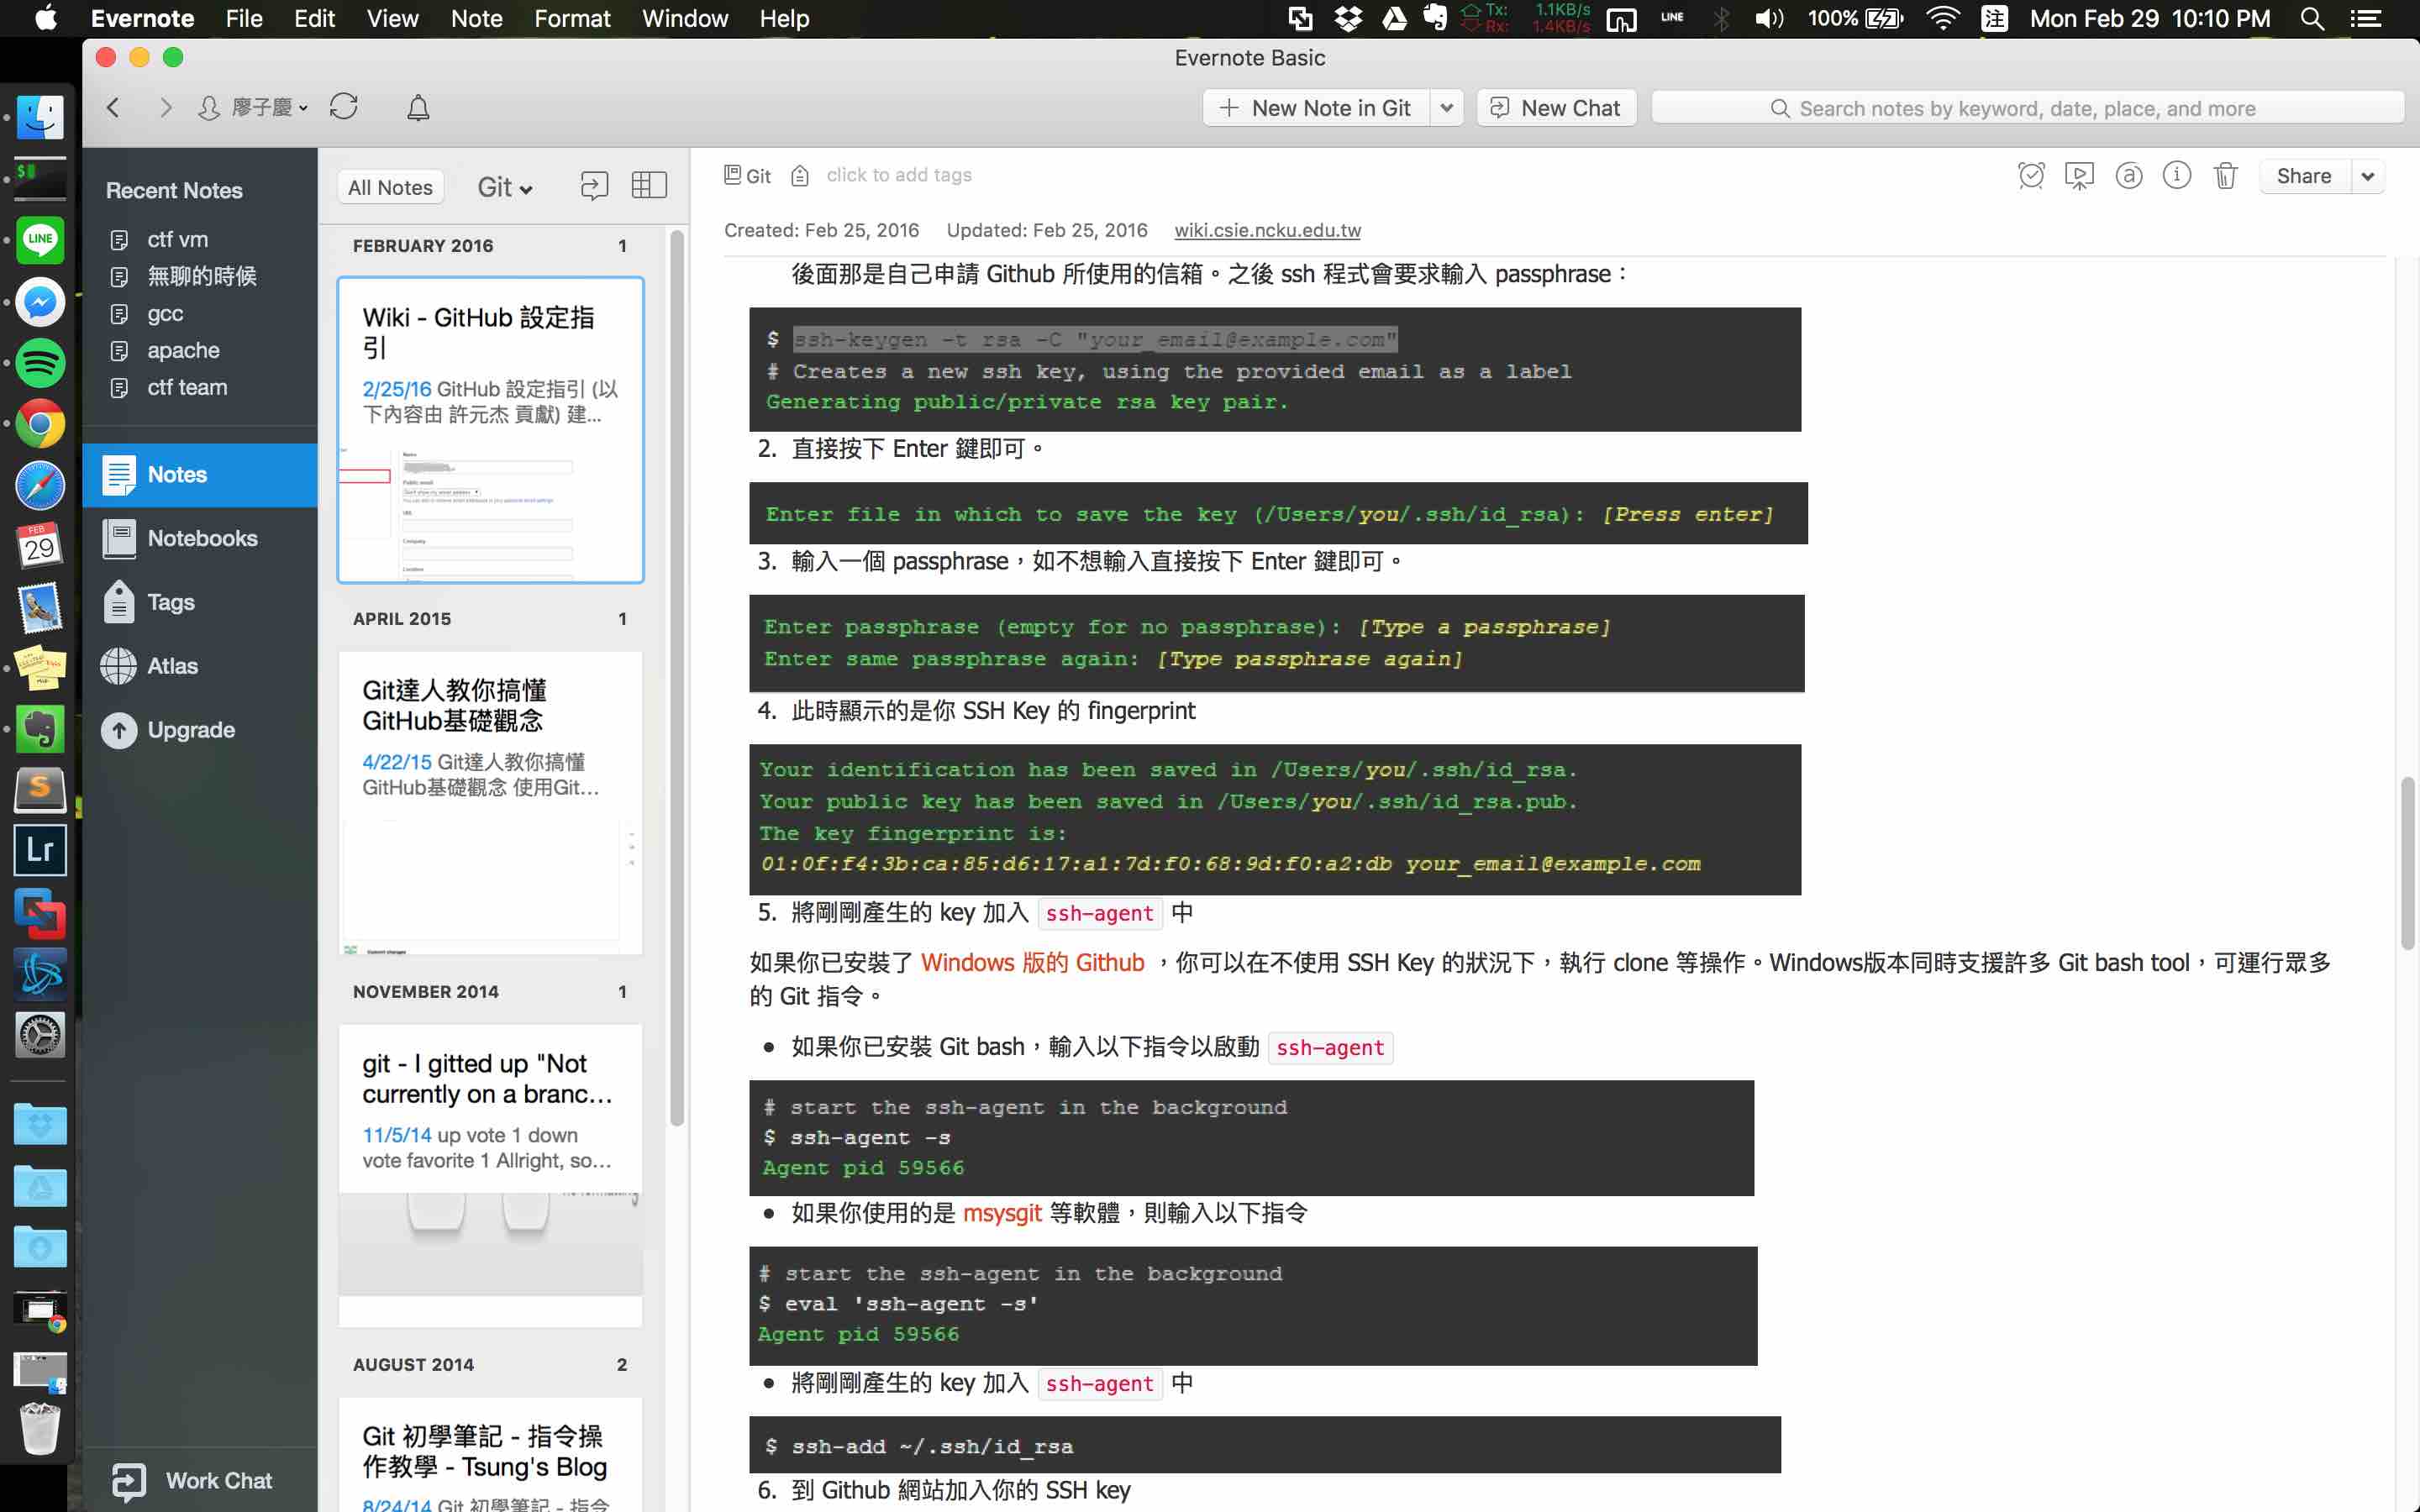 Evernote File Edit View Note Format Window Help
Tx: 1.1KB/s
Rx: 1.4KB/s
LINE
100%
注
Mon Feb 29 10:10 PM
Evernote Basic
廖子慶
New Note in Git
New Chat
Search notes by keyword, date, place, and more
$
LINE
FEB
29
S
Lr
Recent Notes
ctf vm
無聊的時候
gcc
apache
ctf team
Notes
Notebooks
Tags
Atlas
Upgrade
Work Chat
All Notes
Git
FEBRUARY 2016 1
Wiki - GitHub 設定指
引
2/25/16 GitHub 設定指引 (以
下內容由 許元杰 貢獻) 建...
Name
Public email
URL
Company
Location
APRIL 2015 1
Git達人教你搞懂
GitHub基礎觀念
4/22/15 Git達人教你搞懂
GitHub基礎觀念 使用Git...
Commit changes
NOVEMBER 2014 1
git - I gitted up "Not
currently on a branc...
11/5/14 up vote 1 down
vote favorite 1 Allright, so...
AUGUST 2014 2
Git 初學筆記 - 指令操
作教學 - Tsung's Blog
8/24/14 Git 初學筆記 - 指令
Git
click to add tags
Share
Created: Feb 25, 2016 Updated: Feb 25, 2016 wiki.csie.ncku.edu.tw
後面那是自己申請 Github 所使用的信箱。之後 ssh 程式會要求輸入 passphrase：
$ ssh-keygen -t rsa -C "your_email@example.com"
# Creates a new ssh key, using the provided email as a label
Generating public/private rsa key pair.
2. 直接按下 Enter 鍵即可。
Enter file in which to save the key (/Users/you/.ssh/id_rsa): [Press enter]
3. 輸入一個 passphrase，如不想輸入直接按下 Enter 鍵即可。
Enter passphrase (empty for no passphrase): [Type a passphrase]
Enter same passphrase again: [Type passphrase again]
4. 此時顯示的是你 SSH Key 的 fingerprint
Your identification has been saved in /Users/you/.ssh/id_rsa.
Your public key has been saved in /Users/you/.ssh/id_rsa.pub.
The key fingerprint is:
01:0f:f4:3b:ca:85:d6:17:a1:7d:f0:68:9d:f0:a2:db your_email@example.com
5. 將剛剛產生的 key 加入 ssh-agent 中
如果你已安裝了 Windows 版的 Github ，你可以在不使用 SSH Key 的狀況下，執行 clone 等操作。Windows版本同時支援許多 Git bash tool，可運行眾多
的 Git 指令。
• 如果你已安裝 Git bash，輸入以下指令以啟動 ssh-agent
# start the ssh-agent in the background
$ ssh-agent -s
Agent pid 59566
• 如果你使用的是 msysgit 等軟體，則輸入以下指令
# start the ssh-agent in the background
$ eval 'ssh-agent -s'
Agent pid 59566
• 將剛剛產生的 key 加入 ssh-agent 中
$ ssh-add ~/.ssh/id_rsa
6. 到 Github 網站加入你的 SSH key